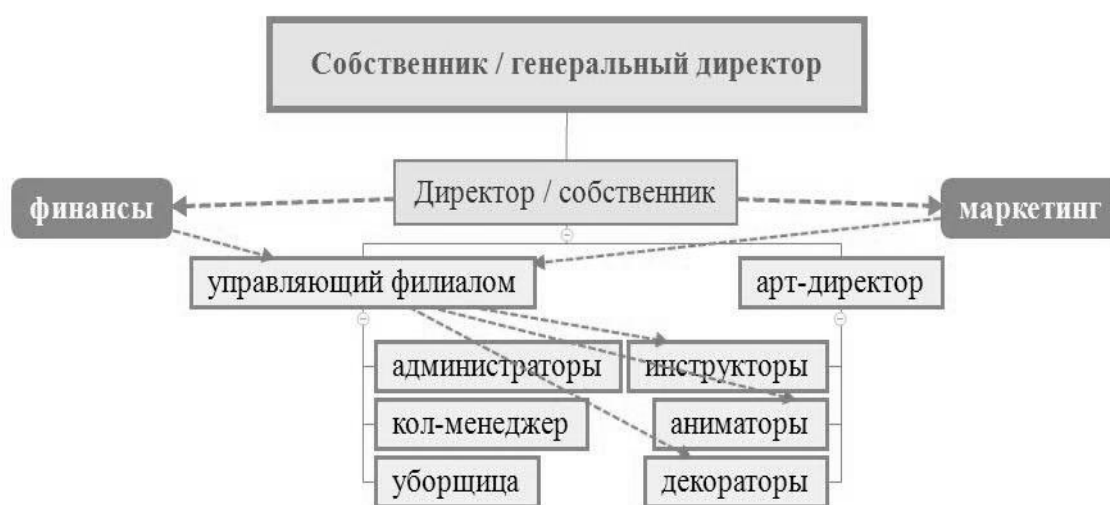 Собственник / генеральный директор
Директор / собственник
финансы
маркетинг
управляющий филиалом
арт-директор
администраторы
инструкторы
кол-менеджер
аниматоры
уборщица
декораторы